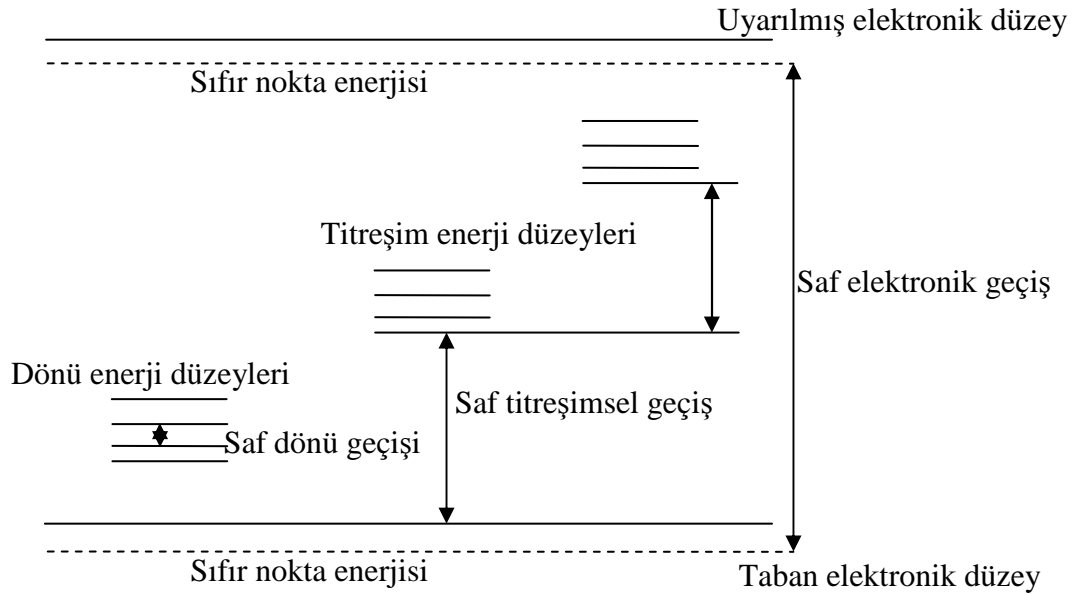 Uyarılmış elektronik düzey
Sıfır nokta enerjisi
Titreşim enerji düzeyleri
Saf elektronik geçiş
Dönü enerji düzeyleri
Saf titreşimsel geçiş
Saf dönü geçişi
Sıfır nokta enerjisi
Taban elektronik düzey